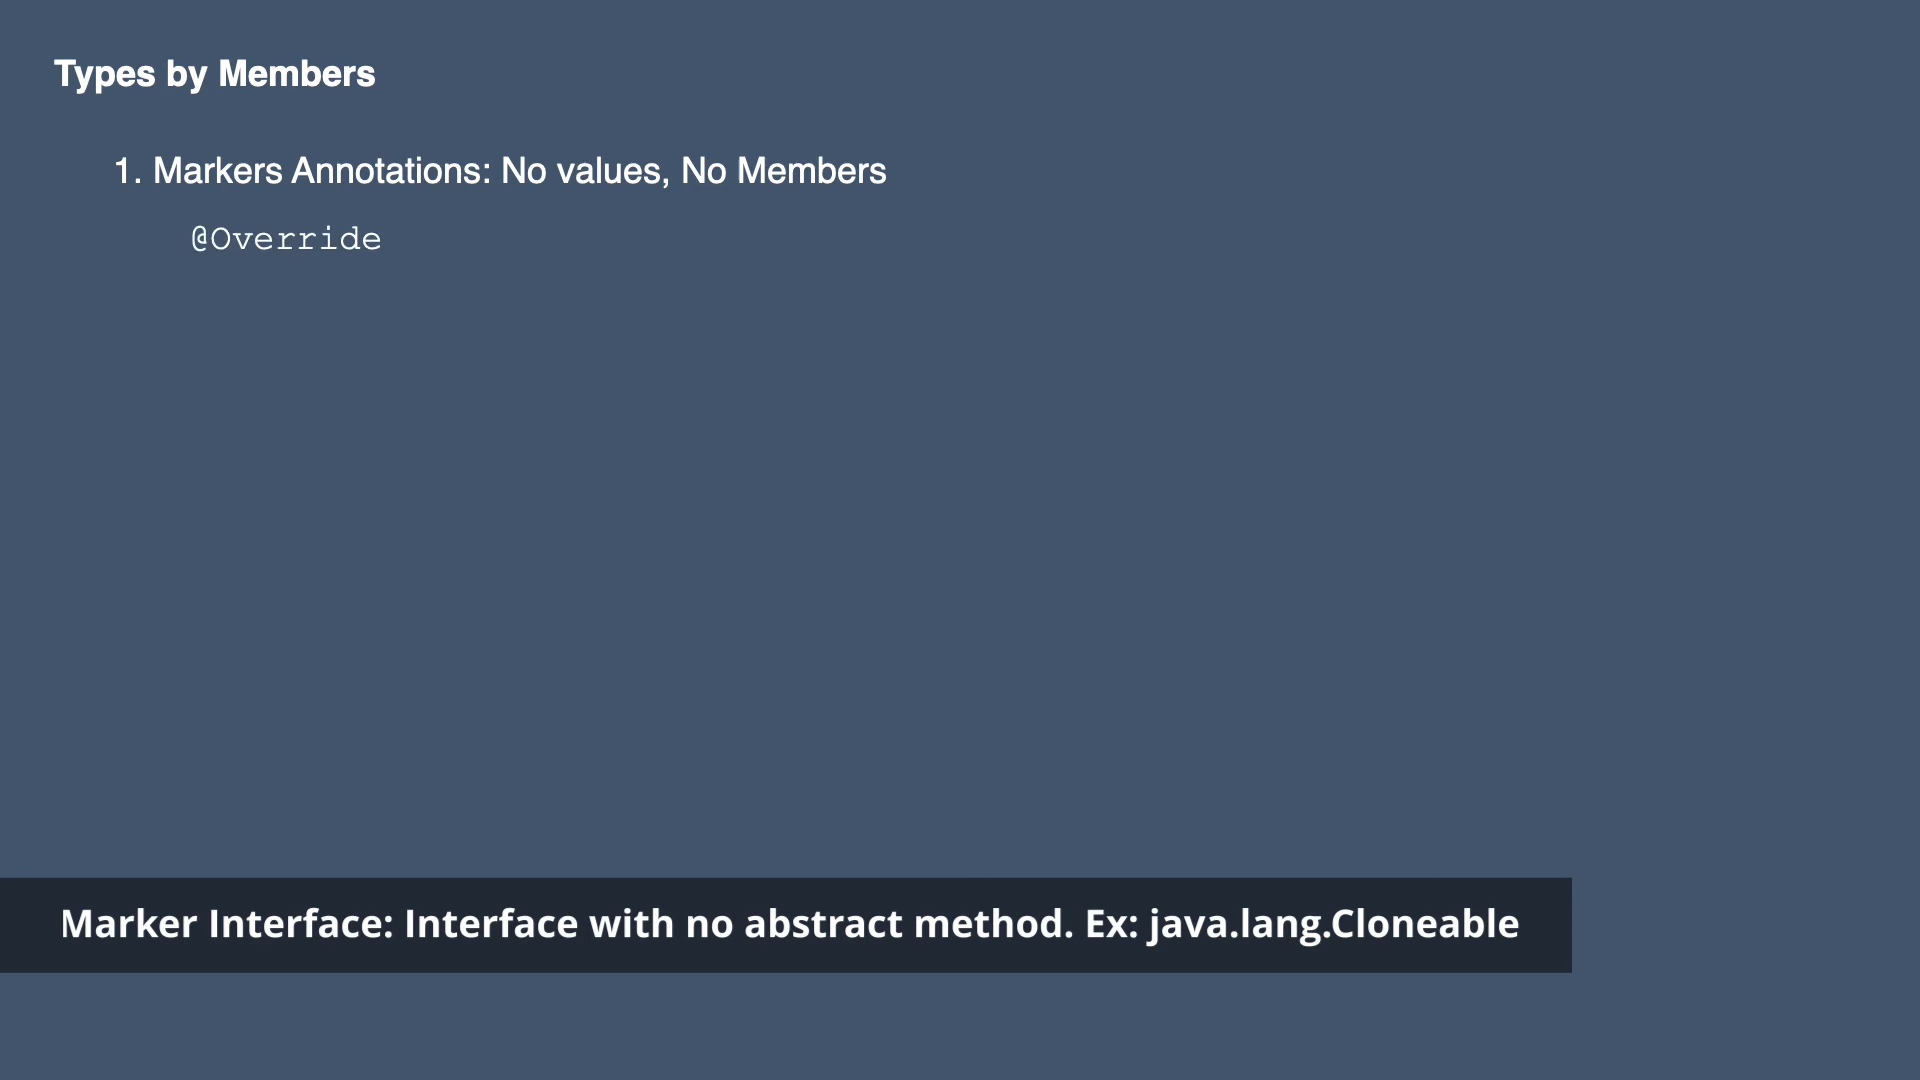 Types by Members
1. Markers Annotations: No values, No Members
@Override
Marker Interface: Interface with no abstract method. Ex: java.lang.Cloneable